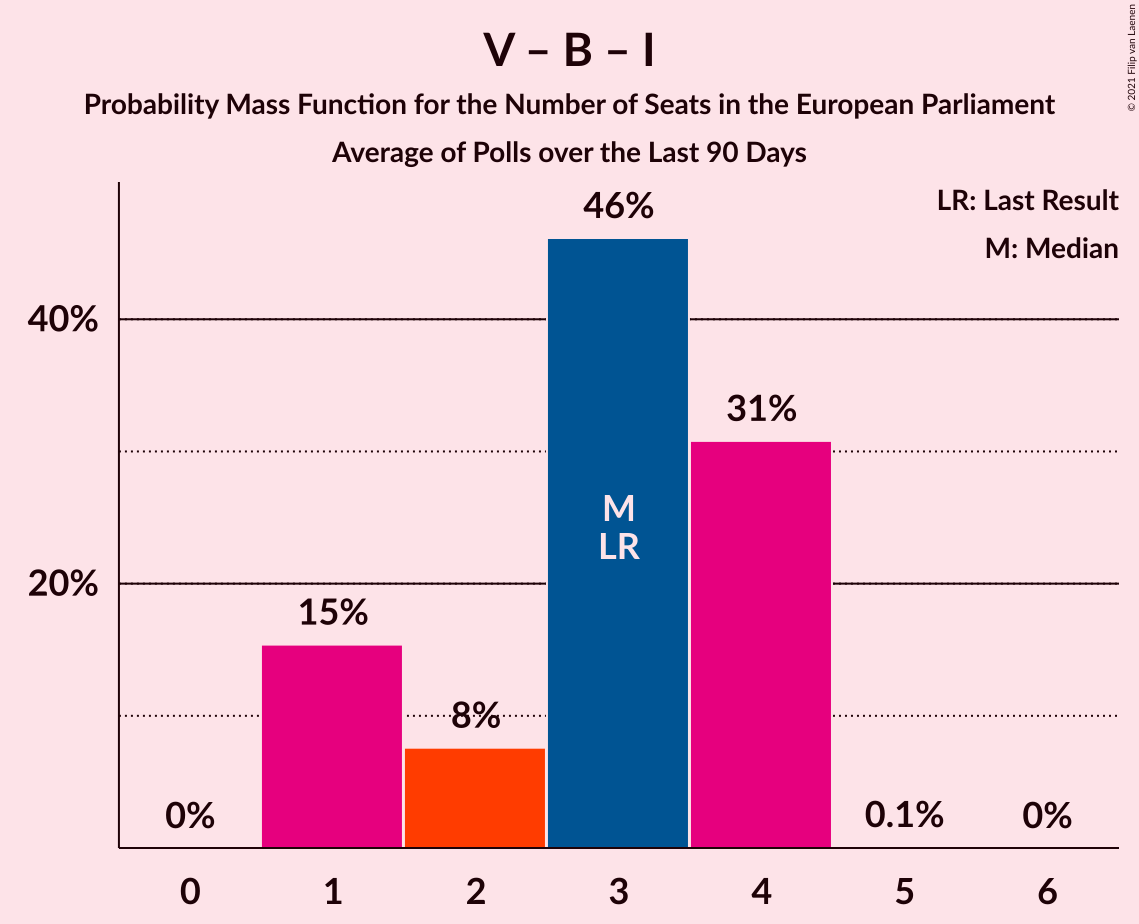 V – B – I
Probability Mass Function for the Number of Seats in the European Parliament
Average of Polls over the Last 90 Days
© 2021 Filip van Laenen
LR: Last Result
M: Median
46%
40%
31%
M
LR
20%
15%
8%
0%
0.1%
0%
0 1 2 3 4 5 6